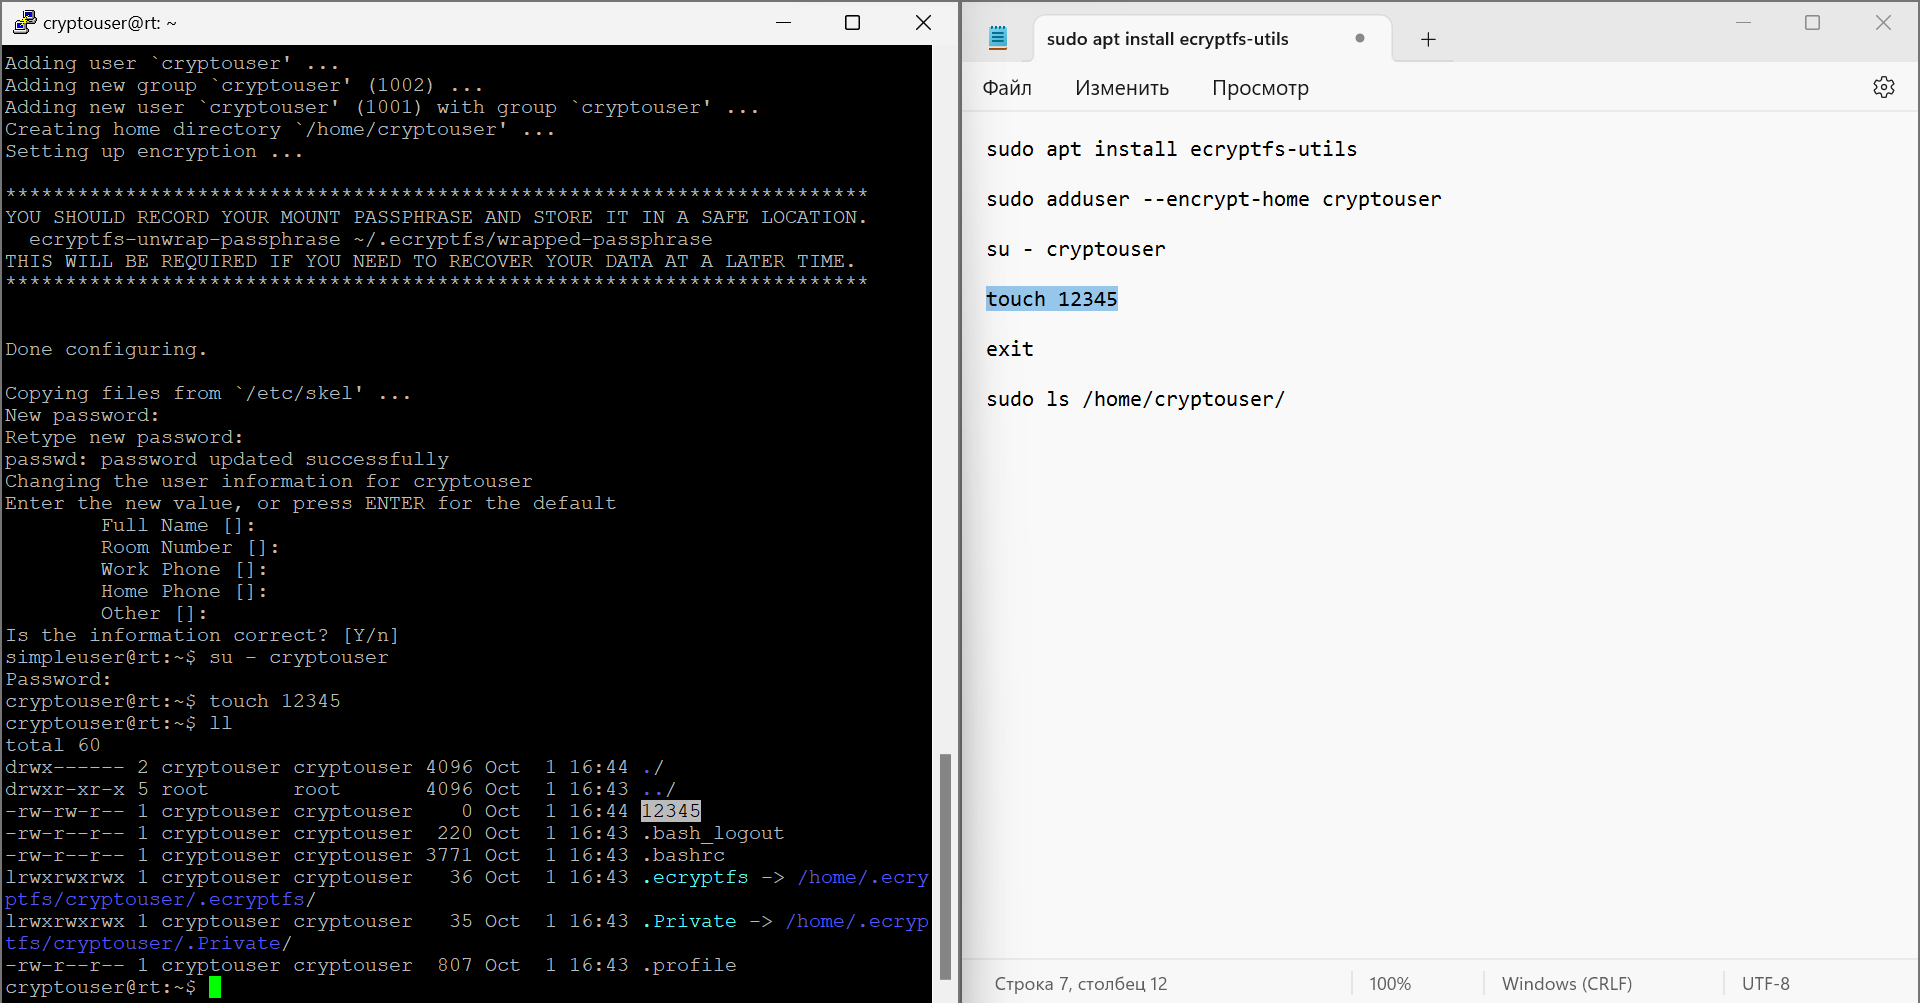 cryptouser@rt: ~
Adding user `cryptouser' ...
Adding new group `cryptouser' (1002) ...
Adding new user `cryptouser' (1001) with group `cryptouser' ...
Creating home directory `/home/cryptouser' ...
Setting up encryption ...
************************************************************************
YOU SHOULD RECORD YOUR MOUNT PASSPHRASE AND STORE IT IN A SAFE LOCATION.
  ecryptfs-unwrap-passphrase ~/.ecryptfs/wrapped-passphrase
THIS WILL BE REQUIRED IF YOU NEED TO RECOVER YOUR DATA AT A LATER TIME.
************************************************************************
Done configuring.
Copying files from `/etc/skel' ...
New password:
Retype new password:
passwd: password updated successfully
Changing the user information for cryptouser
Enter the new value, or press ENTER for the default
        Full Name []:
        Room Number []:
        Work Phone []:
        Home Phone []:
        Other []:
Is the information correct? [Y/n]
simpleuser@rt:~$ su - cryptouser
Password:
cryptouser@rt:~$ touch 12345
cryptouser@rt:~$ ll
total 60
drwx------ 2 cryptouser cryptouser 4096 Oct  1 16:44 ./
drwxr-xr-x 5 root       root       4096 Oct  1 16:43 ../
-rw-rw-r-- 1 cryptouser cryptouser    0 Oct  1 16:44 12345
-rw-r--r-- 1 cryptouser cryptouser  220 Oct  1 16:43 .bash_logout
-rw-r--r-- 1 cryptouser cryptouser 3771 Oct  1 16:43 .bashrc
lrwxrwxrwx 1 cryptouser cryptouser   36 Oct  1 16:43 .ecryptfs -> /home/.ecry
ptfs/cryptouser/.ecryptfs/
lrwxrwxrwx 1 cryptouser cryptouser   35 Oct  1 16:43 .Private -> /home/.ecryp
tfs/cryptouser/.Private/
-rw-r--r-- 1 cryptouser cryptouser  807 Oct  1 16:43 .profile
cryptouser@rt:~$
sudo apt install ecryptfs-utils
Файл Изменить Просмотр
sudo apt install ecryptfs-utils
sudo adduser --encrypt-home cryptouser
su - cryptouser
touch 12345
exit
sudo ls /home/cryptouser/
Строка 7, столбец 12 100% Windows (CRLF) UTF-8